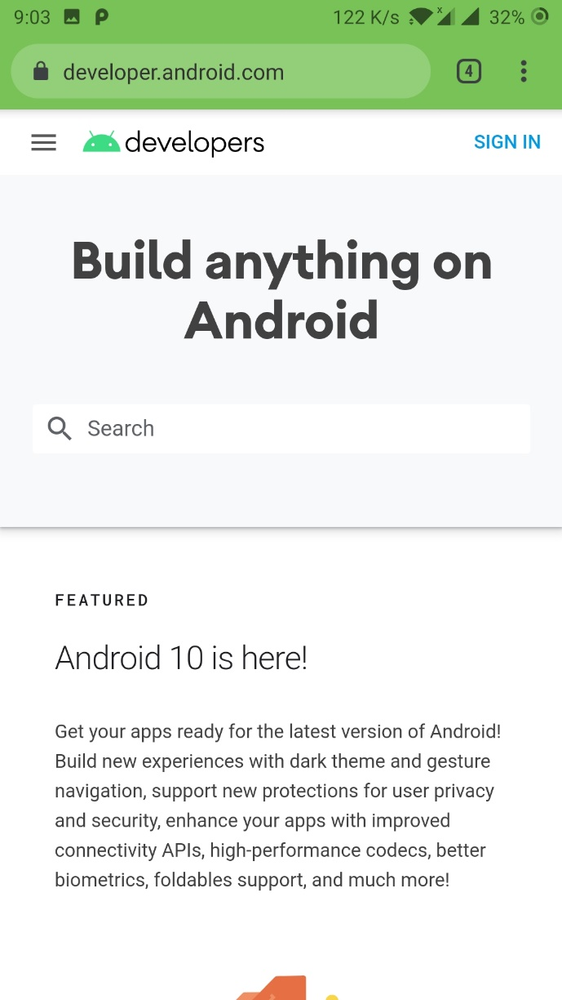 9:03 122 K/s x 32%
developer.android.com 4
developers SIGN IN
Build anything on
Android
Search
FEATURED
Android 10 is here!
Get your apps ready for the latest version of Android!
Build new experiences with dark theme and gesture
navigation, support new protections for user privacy
and security, enhance your apps with improved
connectivity APIs, high-performance codecs, better
biometrics, foldables support, and much more!